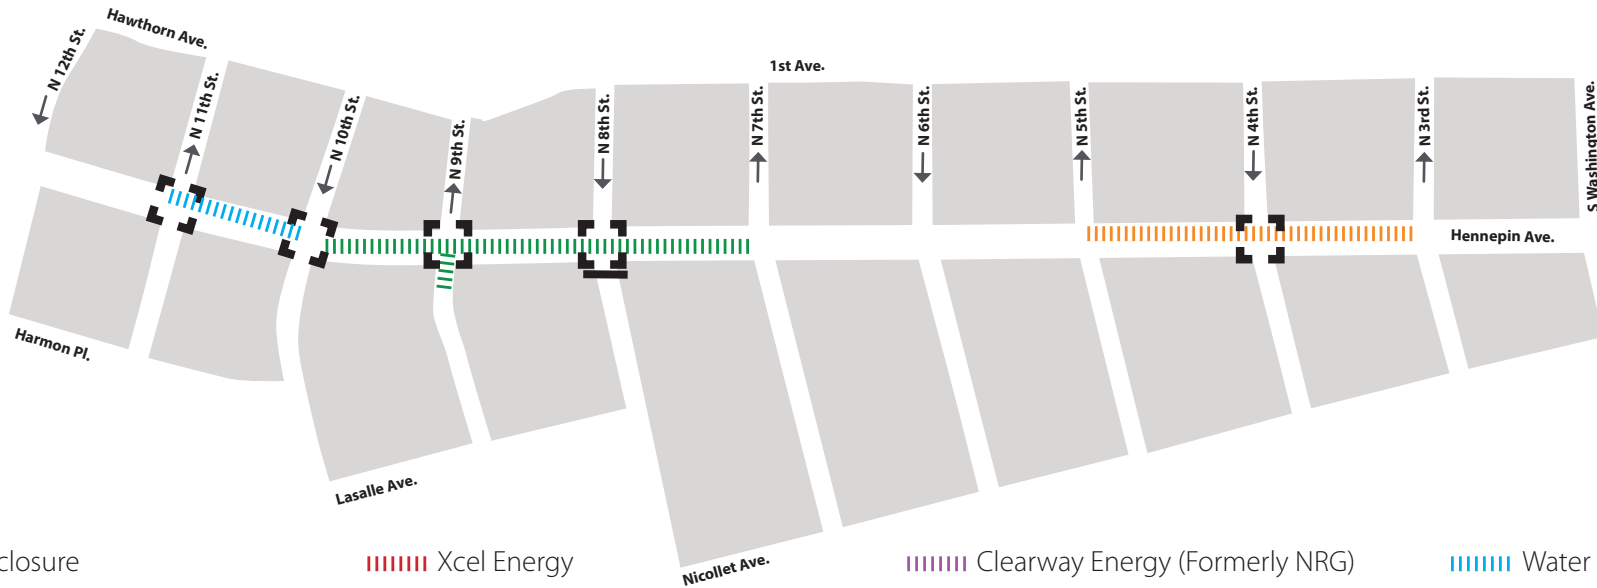 Hawthorn Ave.
N 12th St.
N 11th St.
N 10th St.
N 9th St.
N 8th St.
1st Ave.
N 7th St.
N 6th St.
N 5th St.
N 4th St.
N 3rd St.
S Washington Ave.
Hennepin Ave.
Harmon Pl.
Lasalle Ave.
Nicollet Ave.
closure
Xcel Energy
Clearway Energy (Formerly NRG)
Water